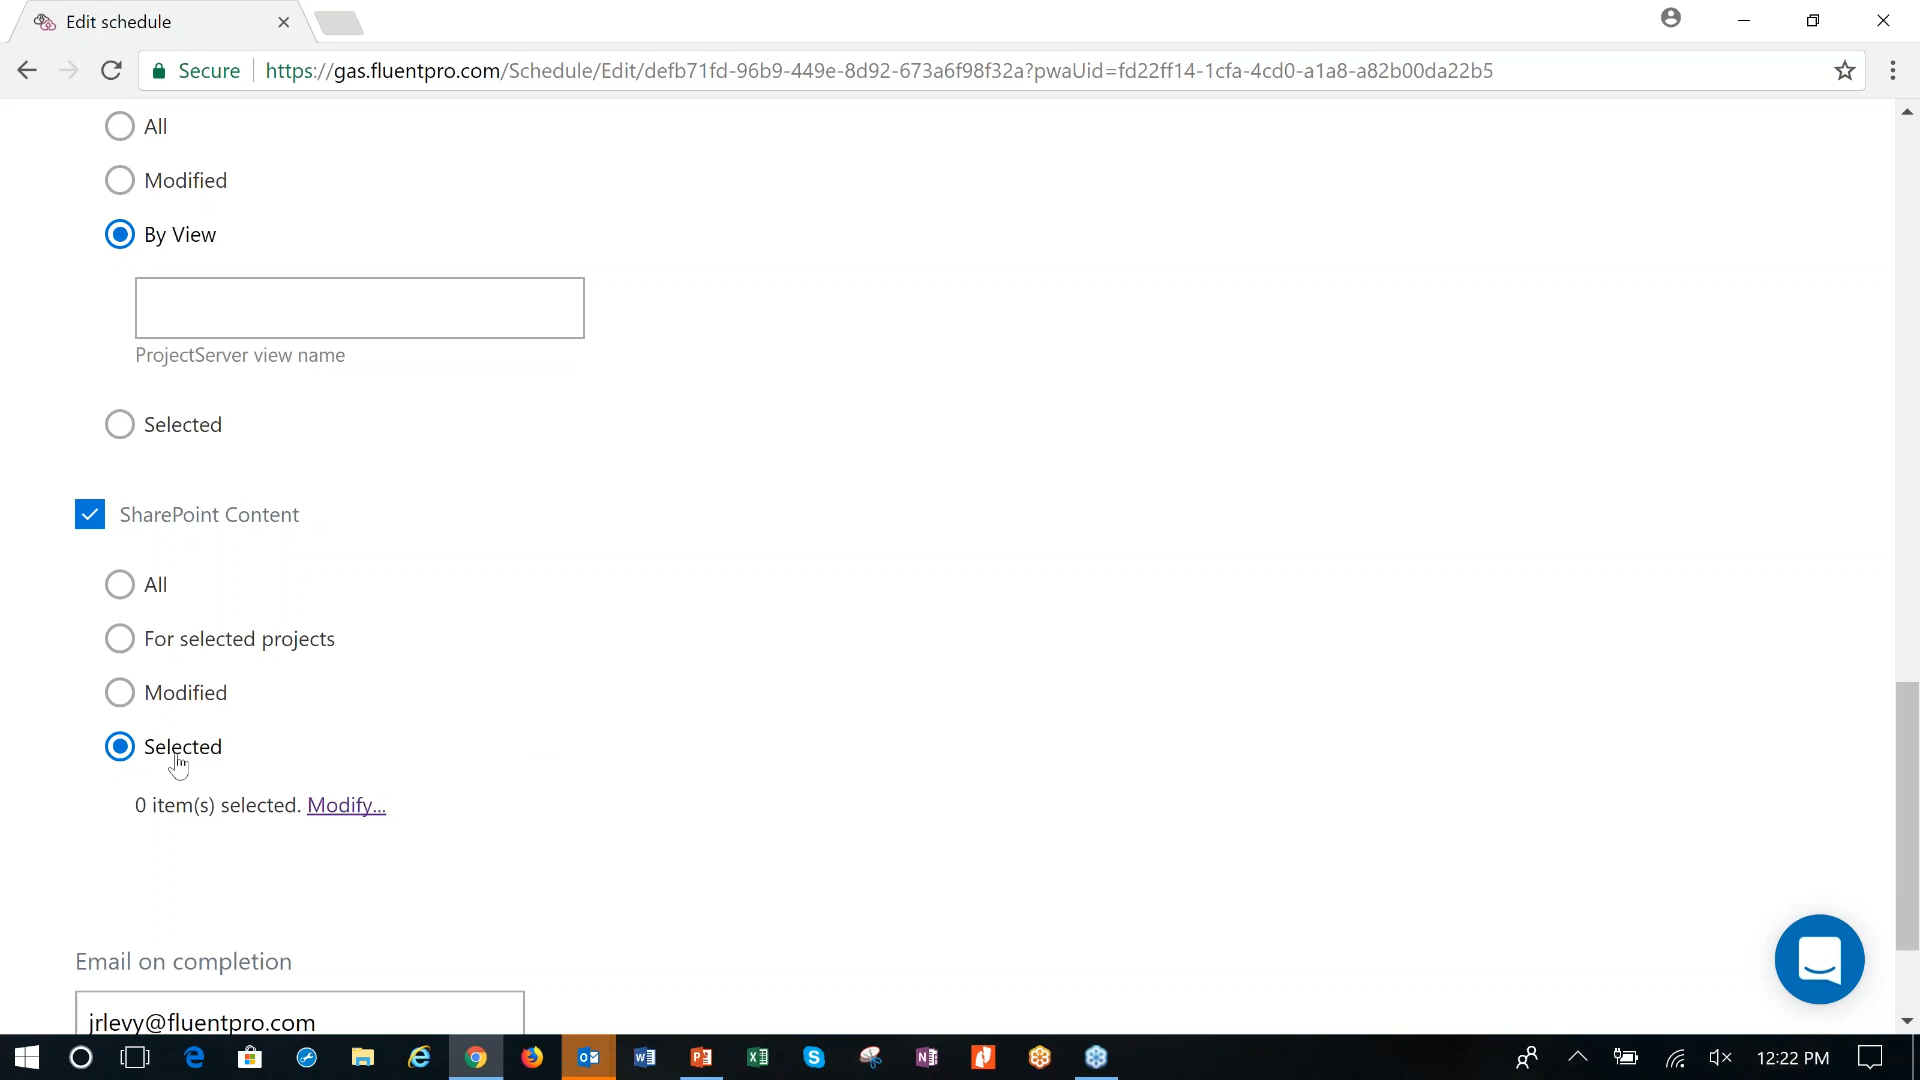 Edit schedule
Secure
https://gas.fluentpro.com/Schedule/Edit/defb71fd-96b9-449e-8d92-673a6f98f32a?pwaUid=fd22ff14-1cfa-4cd0-a1a8-a82b00da22b5
All
Modified
By View
ProjectServer view name
Selected
SharePoint Content
All
For selected projects
Modified
Selected
0 item(s) selected. Modify...
Email on completion
jrlevy@fluentpro.com
12:22 PM